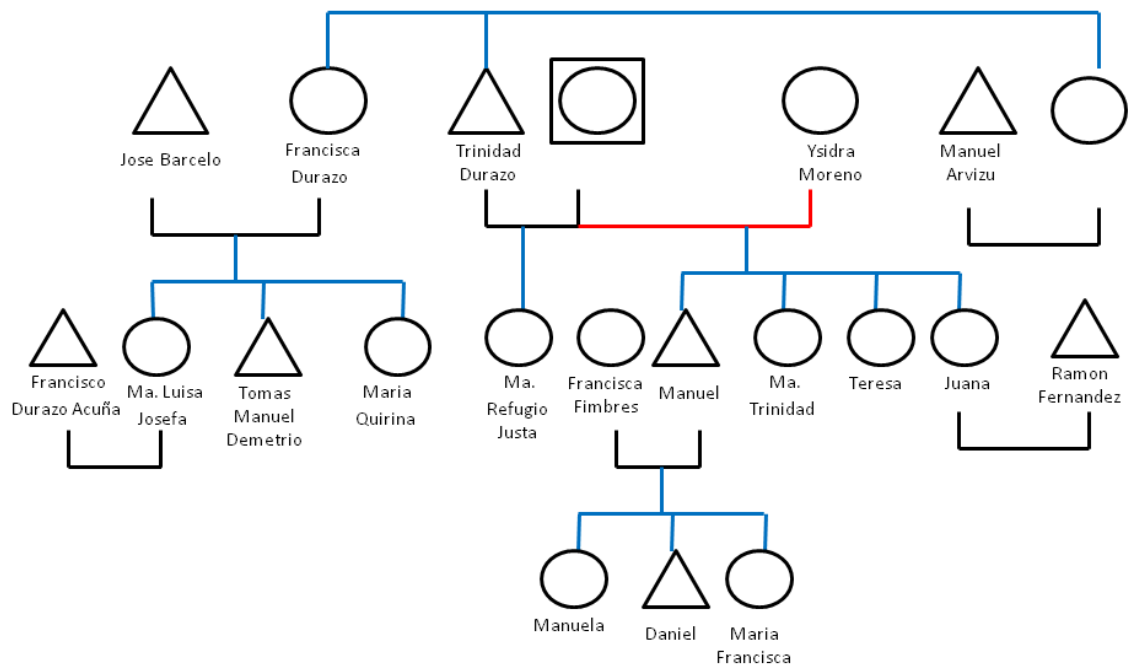 Jose Barcelo
Francisca
Durazo
Trinidad
Durazo
Ysidra
Moreno
Manuel
Arvizu
Francisco
Durazo Acuña
Ma. Luisa
Josefa
Tomas
Manuel
Demetrio
Maria
Quirina
Ma.
Refugio
Justa
Francisca
Fimbres
Manuel
Ma.
Trinidad
Teresa
Juana
Ramon
Fernandez
Manuela
Daniel
Maria
Francisca